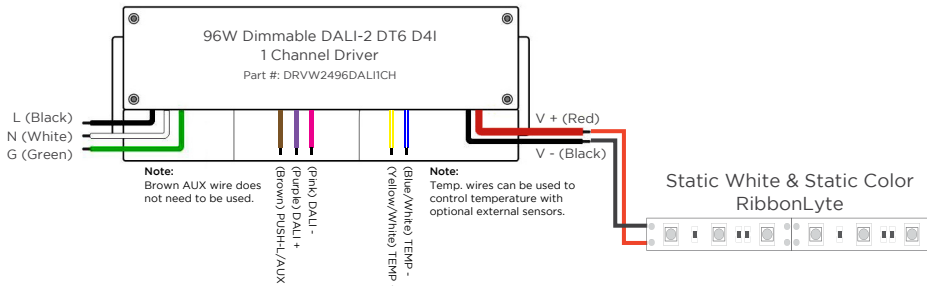 96W Dimmable DALI-2 DT6 D4I
1 Channel Driver
Part #: DRVW2496DALI1CH
L (Black)
N (White)
G (Green)
Note:
Brown AUX wire does
not need to be used.
(Brown) PUSH-L/AUX
(Purple) DALI +
(Pink) DALI -
(Yellow/White) TEMP
(Blue/White) TEMP -
Note:
Temp. wires can be used to
control temperature with
optional external sensors.
V + (Red)
V - (Black)
Static White & Static Color
RibbonLyte